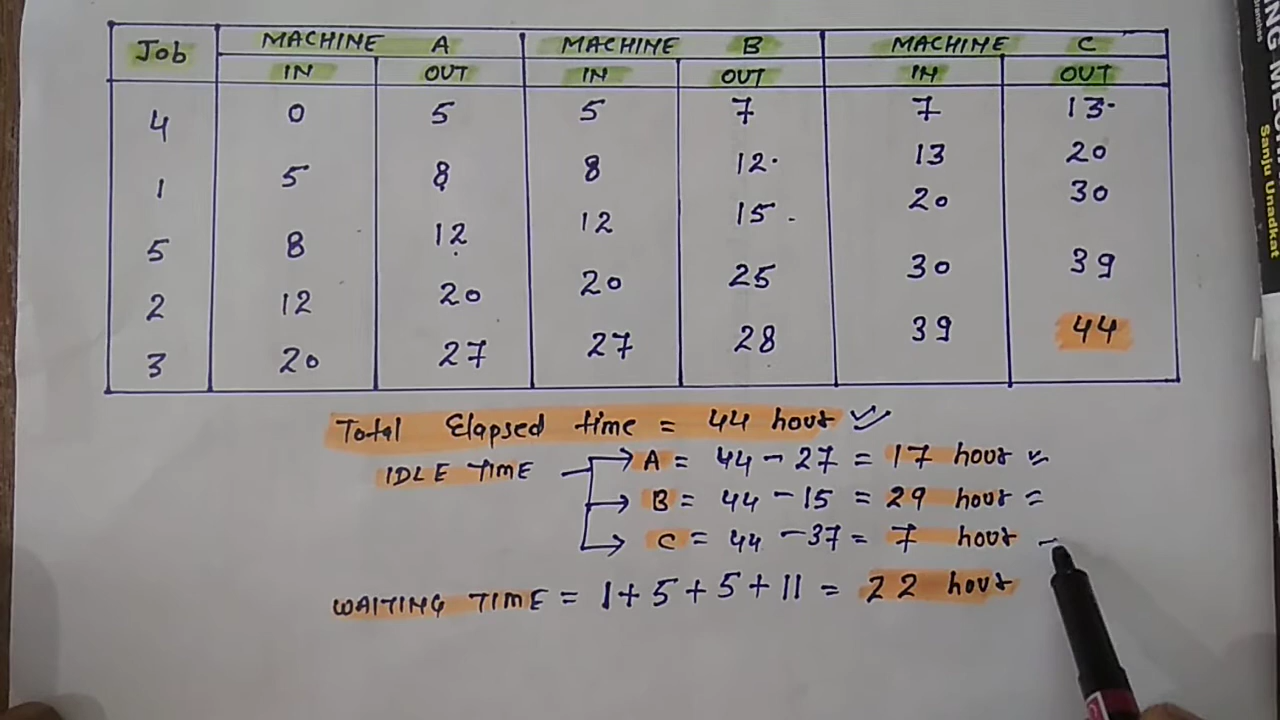 Job MACHINE A MACHINE B MACHINE C
IN OUT IN OUT IN OUT
4 0 5 5 7 7 13
1 5 8 8 12 13 20
5 8 12 12 15 20 30
2 12 20 20 25 30 39
3 20 27 27 28 39 44
Total Elapsed time = 44 hour
IDLE TIME → A = 44 - 27 = 17 hour
→ B = 44 - 15 = 29 hour
→ C = 44 - 37 = 7 hour
WAITING TIME = 1 + 5 + 5 + 11 = 22 hour
Sanju Unadkat